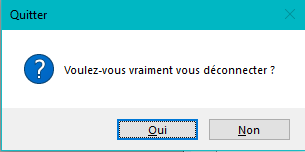 Quitter
Voulez-vous vraiment vous déconnecter ?
Oui
Non